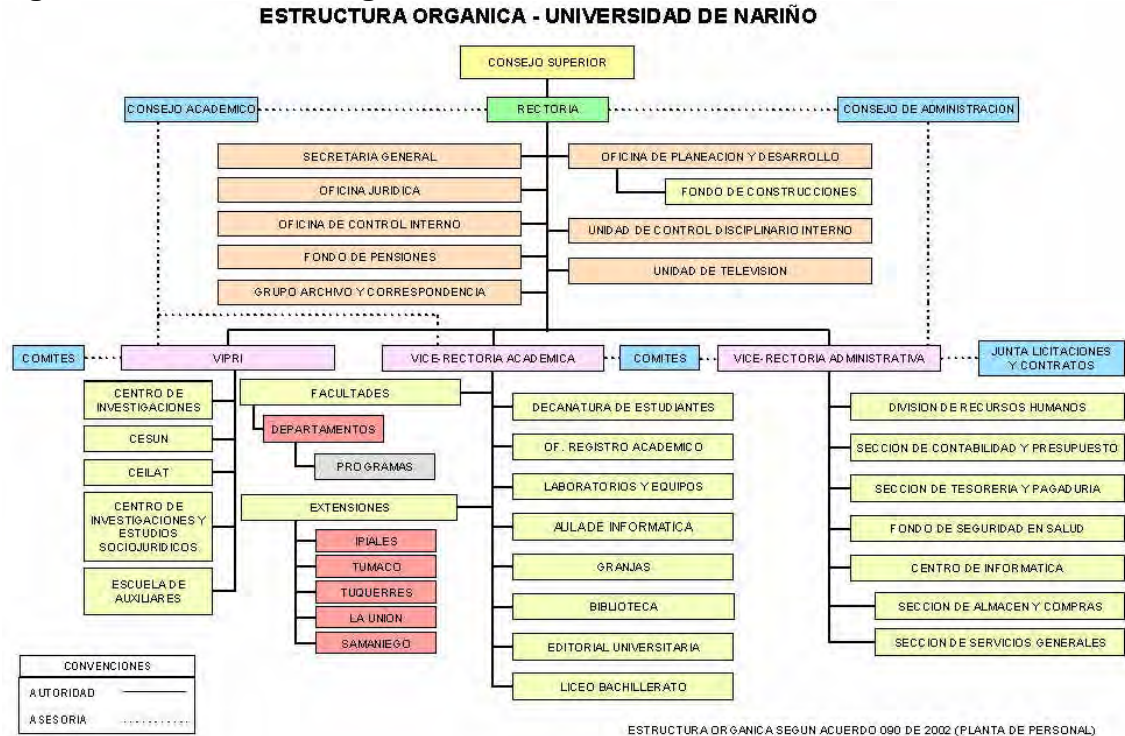 ESTRUCTURA ORGANICA - UNIVERSIDAD DE NARIÑO
CONSEJO SUPERIOR
CONSEJO ACADEMICO
RECTORIA
CONSEJO DE ADMINISTRACION
SECRETARIA GENERAL
OFICINA DE PLANEACION Y DESARROLLO
OFICINA JURIDICA
FONDO DE CONSTRUCCIONES
OFICINA DE CONTROL INTERNO
UNIDAD DE CONTROL DISCIPLINARIO INTERNO
FONDO DE PENSIONES
UNIDAD DE TELEVISION
GRUPO ARCHIVO Y CORRESPONDENCIA
COMITES
VIPRI
VICE-RECTORIA ACADEMICA
COMITES
VICE-RECTORIA ADMINISTRATIVA
JUNTA LICITACIONES
Y CONTRATOS
CENTRO DE
INVESTIGACIONES
CESUN
CEILAT
CENTRO DE
INVESTIGACIONES Y
ESTUDIOS
SOCIOJURIDICOS
ESCUELA DE
AUXILIARES
FACULTADES
DEPARTAMENTOS
PROGRAMAS
EXTENSIONES
IPIALES
TUMACO
TUQUERRES
LA UNION
SAMANIEGO
DECANATURA DE ESTUDIANTES
OF. REGISTRO ACADEMICO
LABORATORIOS Y EQUIPOS
AULA DE INFORMATICA
GRANJAS
BIBLIOTECA
EDITORIAL UNIVERSITARIA
LICEO BACHILLERATO
DIVISION DE RECURSOS HUMANOS
SECCION DE CONTABILIDAD Y PRESUPUESTO
SECCION DE TESORERIA Y PAGADURIA
FONDO DE SEGURIDAD EN SALUD
CENTRO DE INFORMATICA
SECCION DE ALMACEN Y COMPRAS
SECCION DE SERVICIOS GENERALES
CONVENCIONES
AUTORIDAD
ASESORIA
ESTRUCTURA ORGANICA SEGUN ACUERDO 090 DE 2002 (PLANTA DE PERSONAL)